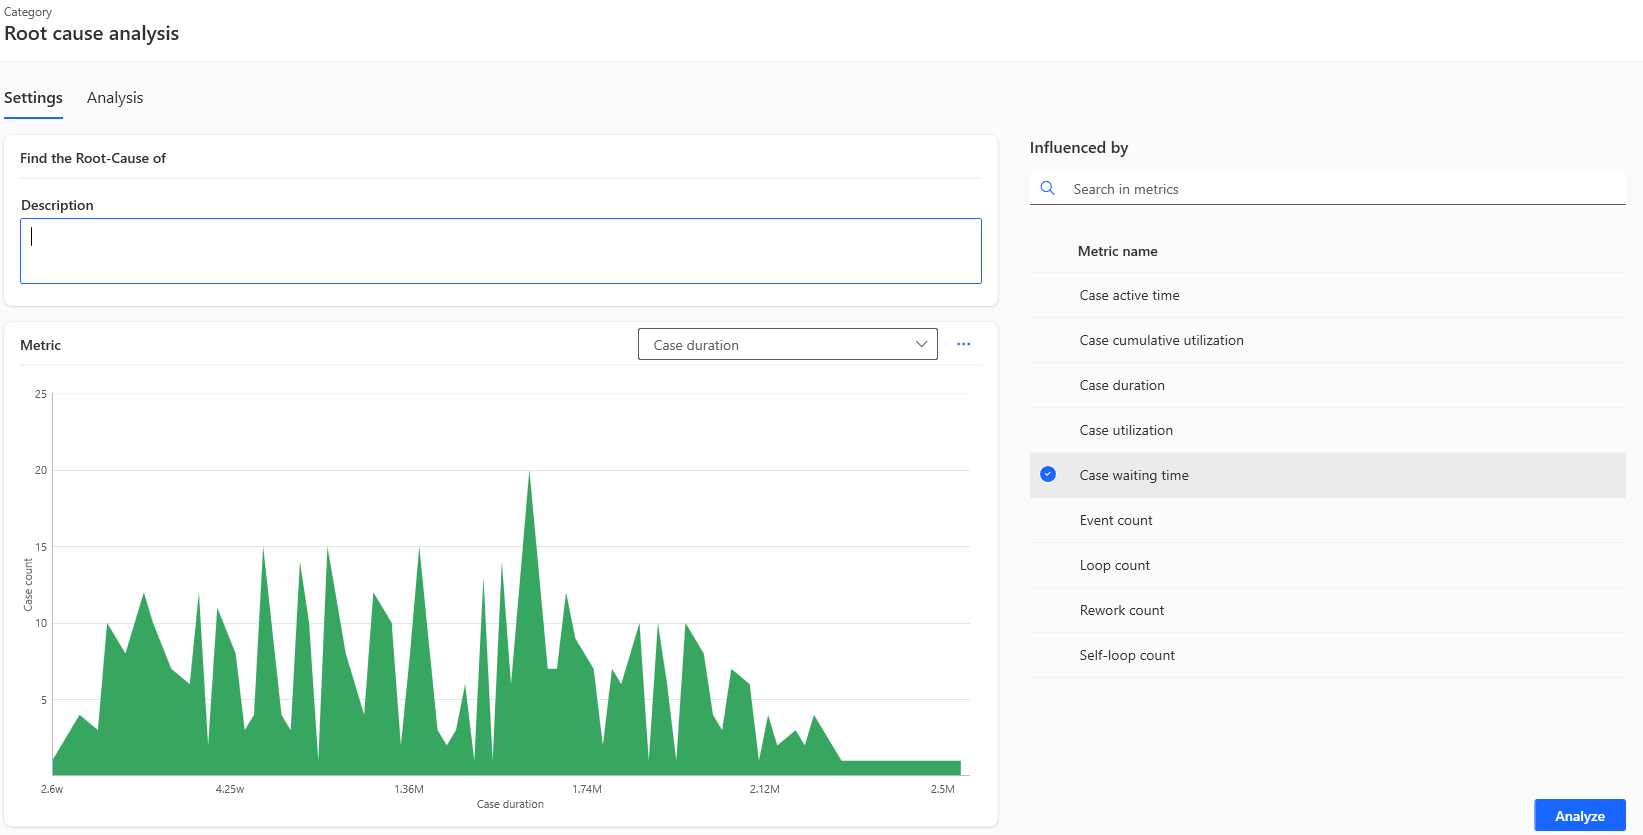 Category
Root cause analysis
Settings
Analysis
Find the Root-Cause of
Description
Metric
Case duration
25
20
15
10
5
Case count
2.6w
4.25w
1.36M
1.74M
2.12M
2.5M
Case duration
Influenced by
Search in metrics
Metric name
Case active time
Case cumulative utilization
Case duration
Case utilization
Case waiting time
Event count
Loop count
Rework count
Self-loop count
Analyze